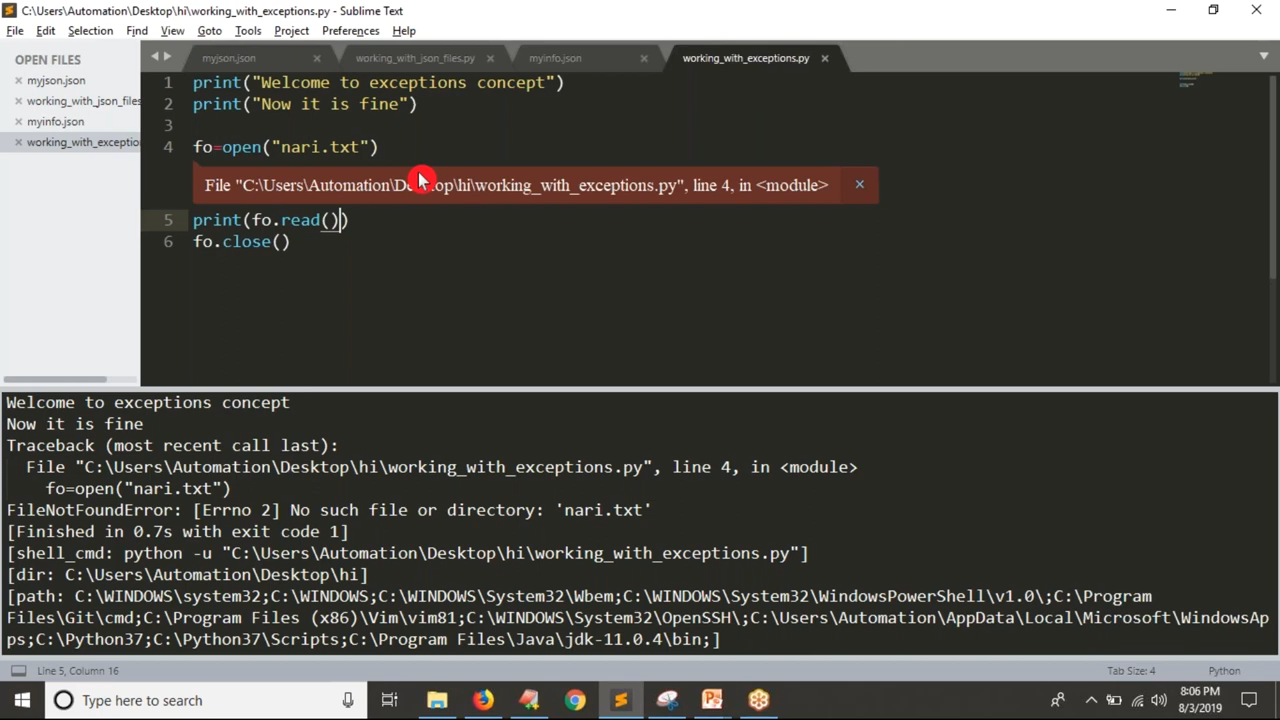 C:\Users\Automation\Desktop\hi\working_with_exceptions.py - Sublime Text
File Edit Selection View Goto Tools Project Preferences Help
OPEN FILES
myjson.json
working_with_json_files
myinfo.json
working_with_exceptio
myjson.json working_with_json_files.py myinfo.json working_with_exceptions.py
1 print("Welcome to exceptions concept")
2 print("Now it is fine")
3
4 fo=open("nari.txt")
File "C:\Users\Automation\Desktop\hi\working_with_exceptions.py", line 4, in <module> ×
5 print(fo.read())
6 fo.close()
Welcome to exceptions concept
Now it is fine
Traceback (most recent call last):
File "C:\Users\Automation\Desktop\hi\working_with_exceptions.py", line 4, in <module>
fo=open("nari.txt")
FileNotFoundError: [Errno 2] No such file or directory: 'nari.txt'
[Finished in 0.7s with exit code 1]
[shell_cmd: python -u "C:\Users\Automation\Desktop\hi\working_with_exceptions.py"]
[dir: C:\Users\Automation\Desktop\hi]
[path: C:\WINDOWS\system32;C:\WINDOWS;C:\WINDOWS\System32\Wbem;C:\WINDOWS\System32\WindowsPowerShell\v1.0\;C:\Program
Files\Git\cmd;C:\Program Files (x86)\Vim\vim81;C:\WINDOWS\System32\OpenSSH\;C:\Users\Automation\AppData\Local\Microsoft\WindowsAp
ps;C:\Python37;C:\Python37\Scripts;C:\Program Files\Java\jdk-11.0.4\bin;]
Line 5, Column 16 Tab Size: 4 Python
Type here to search
8:06 PM
8/3/2019